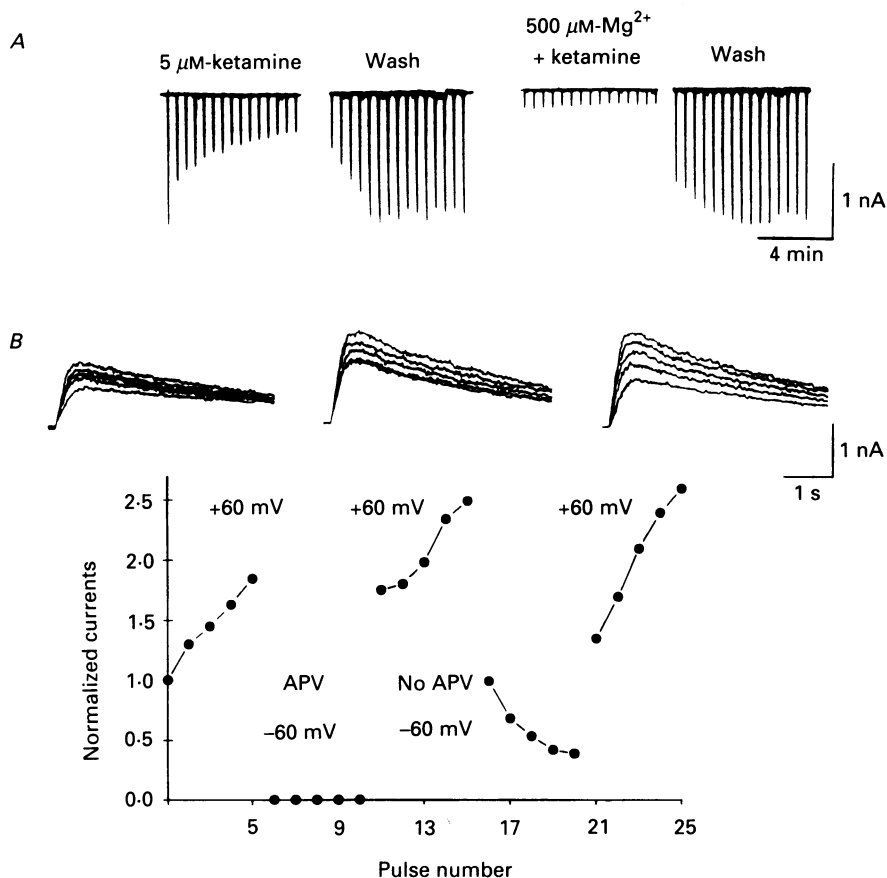 A
5 μM-ketamine
Wash
500 μM-Mg2+
+ ketamine
Wash
1 nA
4 min
B
1 nA
1 s
Normalized currents
2·5
2·0
1·5
1·0
0·5
0·0
+60 mV
+60 mV
+60 mV
APV
−60 mV
No APV
−60 mV
5
9
13
17
21
25
Pulse number